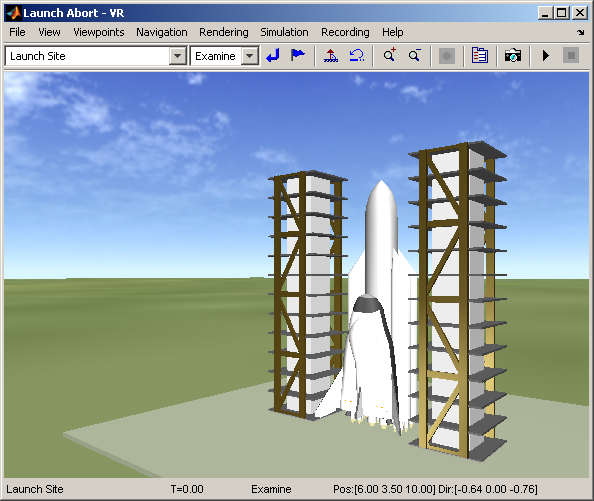 Launch Abort - VR
File View Viewpoints Navigation Rendering Simulation Recording Help
Launch Site Examine
Launch Site T=0.00 Examine Pos:[6.00 3.50 10.00] Dir:[-0.64 0.00 -0.76]